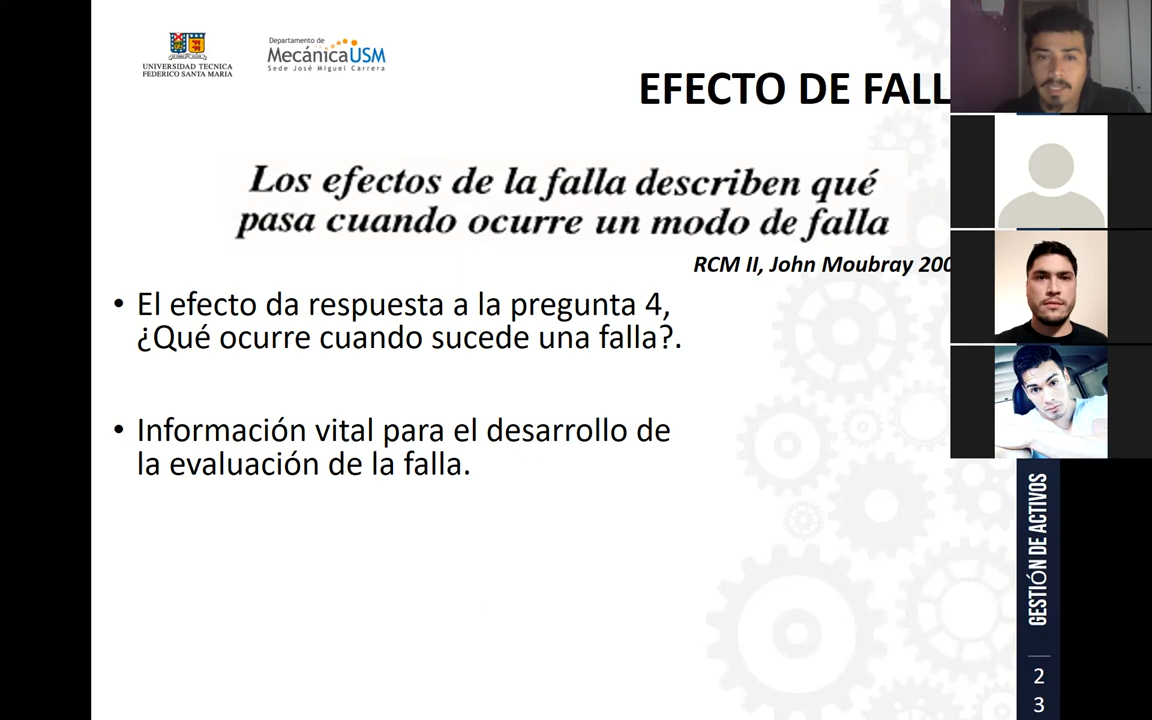 UNIVERSIDAD TECNICA
FEDERICO SANTA MARIA
Departamento de
MecánicaUSM
Sede José Miguel Carrera
EFECTO DE FALL
Los efectos de la falla describen qué
pasa cuando ocurre un modo de falla
RCM II, John Moubray 200
• El efecto da respuesta a la pregunta 4,
¿Qué ocurre cuando sucede una falla?.
• Información vital para el desarrollo de
la evaluación de la falla.
GESTIÓN DE ACTIVOS
2
3